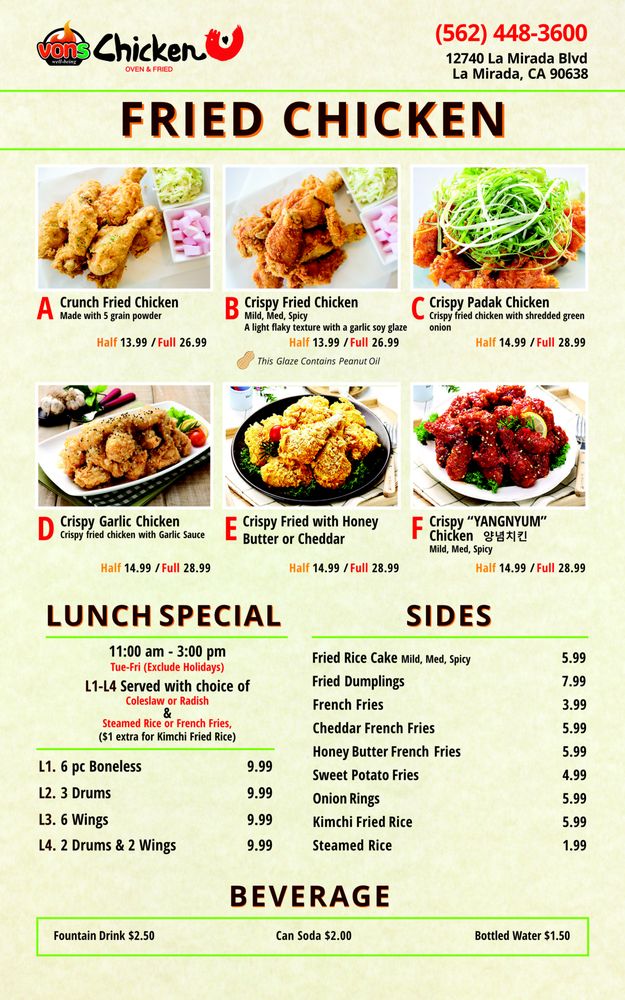 vons
well-being
Chicken
OVEN & FRIED
(562) 448-3600
12740 La Mirada Blvd
La Mirada, CA 90638
FRIED CHICKEN
A Crunch Fried Chicken
Made with 5 grain powder
Half 13.99 / Full 26.99
B Crispy Fried Chicken
Mild, Med, Spicy
A light flaky texture with a garlic soy glaze
Half 13.99 / Full 26.99
This Glaze Contains Peanut Oil
C Crispy Padak Chicken
Crispy fried chicken with shredded green
onion
Half 14.99 / Full 28.99
D Crispy Garlic Chicken
Crispy fried chicken with Garlic Sauce
Half 14.99 / Full 28.99
E Crispy Fried with Honey
Butter or Cheddar
Half 14.99 / Full 28.99
F Crispy “YANGNYUM”
Chicken 양념치킨
Mild, Med, Spicy
Half 14.99 / Full 28.99
LUNCH SPECIAL
11:00 am - 3:00 pm
Tue-Fri (Exclude Holidays)
L1-L4 Served with choice of
Coleslaw or Radish
&
Steamed Rice or French Fries,
($1 extra for Kimchi Fried Rice)
L1. 6 pc Boneless 9.99
L2. 3 Drums 9.99
L3. 6 Wings 9.99
L4. 2 Drums & 2 Wings 9.99
SIDES
Fried Rice Cake Mild, Med, Spicy 5.99
Fried Dumplings 7.99
French Fries 3.99
Cheddar French Fries 5.99
Honey Butter French Fries 5.99
Sweet Potato Fries 4.99
Onion Rings 5.99
Kimchi Fried Rice 5.99
Steamed Rice 1.99
BEVERAGE
Fountain Drink $2.50 Can Soda $2.00 Bottled Water $1.50